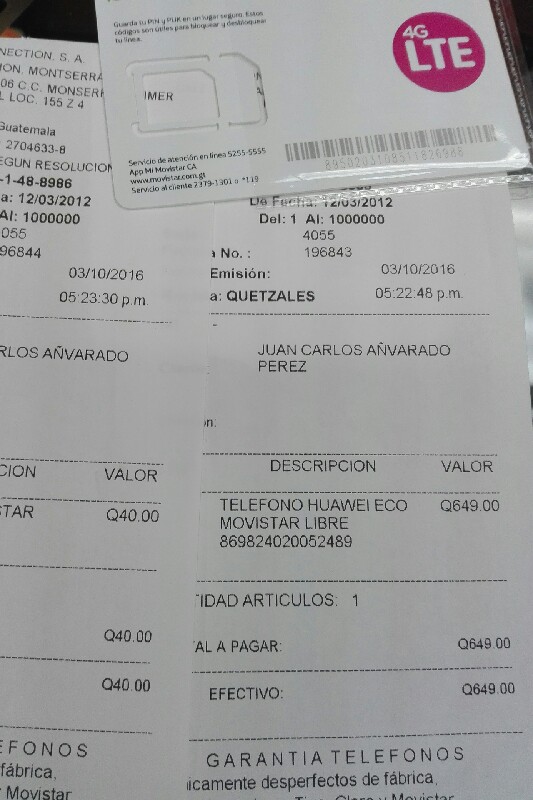 Guarda tu PIN y PUK en un lugar seguro. Estos
códigos son útiles para bloquear y desbloquear
tu línea.
4G
LTE
IMER
Servicio de atención en línea 5255-5555
App Mi Movistar CA
www.movistar.com.gt
Servicio al cliente 2379-1301 o *119
NECTION, S. A.
ON. MONTSERRA
06 C.C. MONSERR
L LOC. 155 Z 4
Guatemala
2704633-8
EGUN RESOLUCION
-1-48-8986
a: 12/03/2012
Al: 1000000
4055
96844
03/10/2016
05:23:30 p.m.
RLOS AÑVARADO
CION VALOR
STAR Q40.00
Q40.00
Q40.00
EFONOS
fábrica,
y Movistar
De Fecha: 12/03/2012
Del: 1 Al: 1000000
4055
a No. : 196843
Emisión: 03/10/2016
a: QUETZALES 05:22:48 p.m.
JUAN CARLOS AÑVARADO
PEREZ
on:
DESCRIPCION VALOR
TELEFONO HUAWEI ECO Q649.00
MOVISTAR LIBRE
869824020052489
TIDAD ARTICULOS: 1
AL A PAGAR: Q649.00
EFECTIVO: Q649.00
GARANTIA TELEFONOS
icamente desperfectos de fábrica,